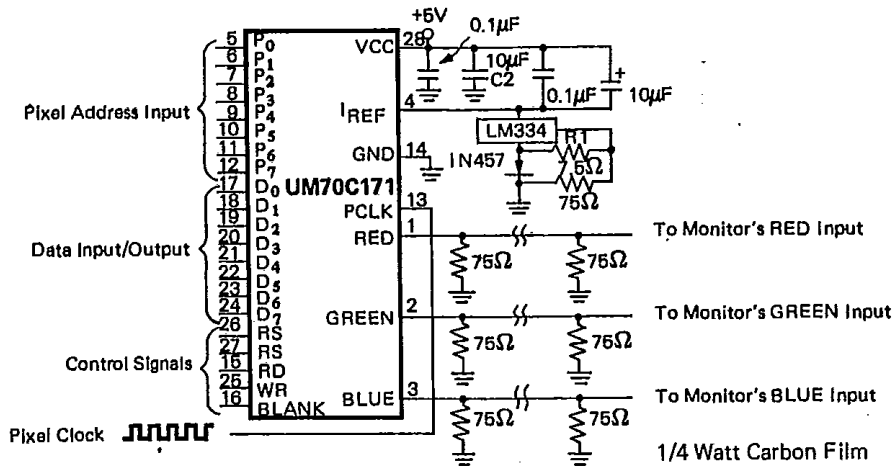 +5V
0.1µF
5 P0
6 P1
7 P2
8 P3
9 P4
10 P5
11 P6
12 P7
Pixel Address Input
VCC 28
10µF
C2
0.1µF
+
10µF
IREF 4
LM334
R1
GND 14
IN457
5Ω
75Ω
UM70C171
17 D0
18 D1
19 D2
20 D3
21 D4
22 D5
23 D6
24 D7
Data Input/Output
PCLK 13
RED 1
To Monitor's RED Input
75Ω
75Ω
GREEN 2
To Monitor's GREEN Input
75Ω
75Ω
26 RS
27 RS
15 RD
25 WR
16 BLANK
Control Signals
BLUE 3
To Monitor's BLUE Input
75Ω
75Ω
Pixel Clock
1/4 Watt Carbon Film